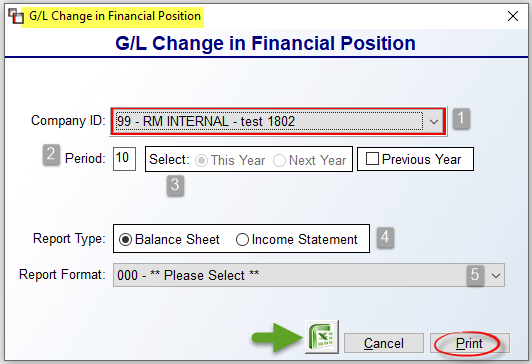 G/L Change in Financial Position
G/L Change in Financial Position
Company ID: 99 - RM INTERNAL - test 1802 1
2 Period: 10 Select: This Year Next Year Previous Year
3
Report Type: Balance Sheet Income Statement 4
Report Format: 000 - ** Please Select ** 5
Cancel Print